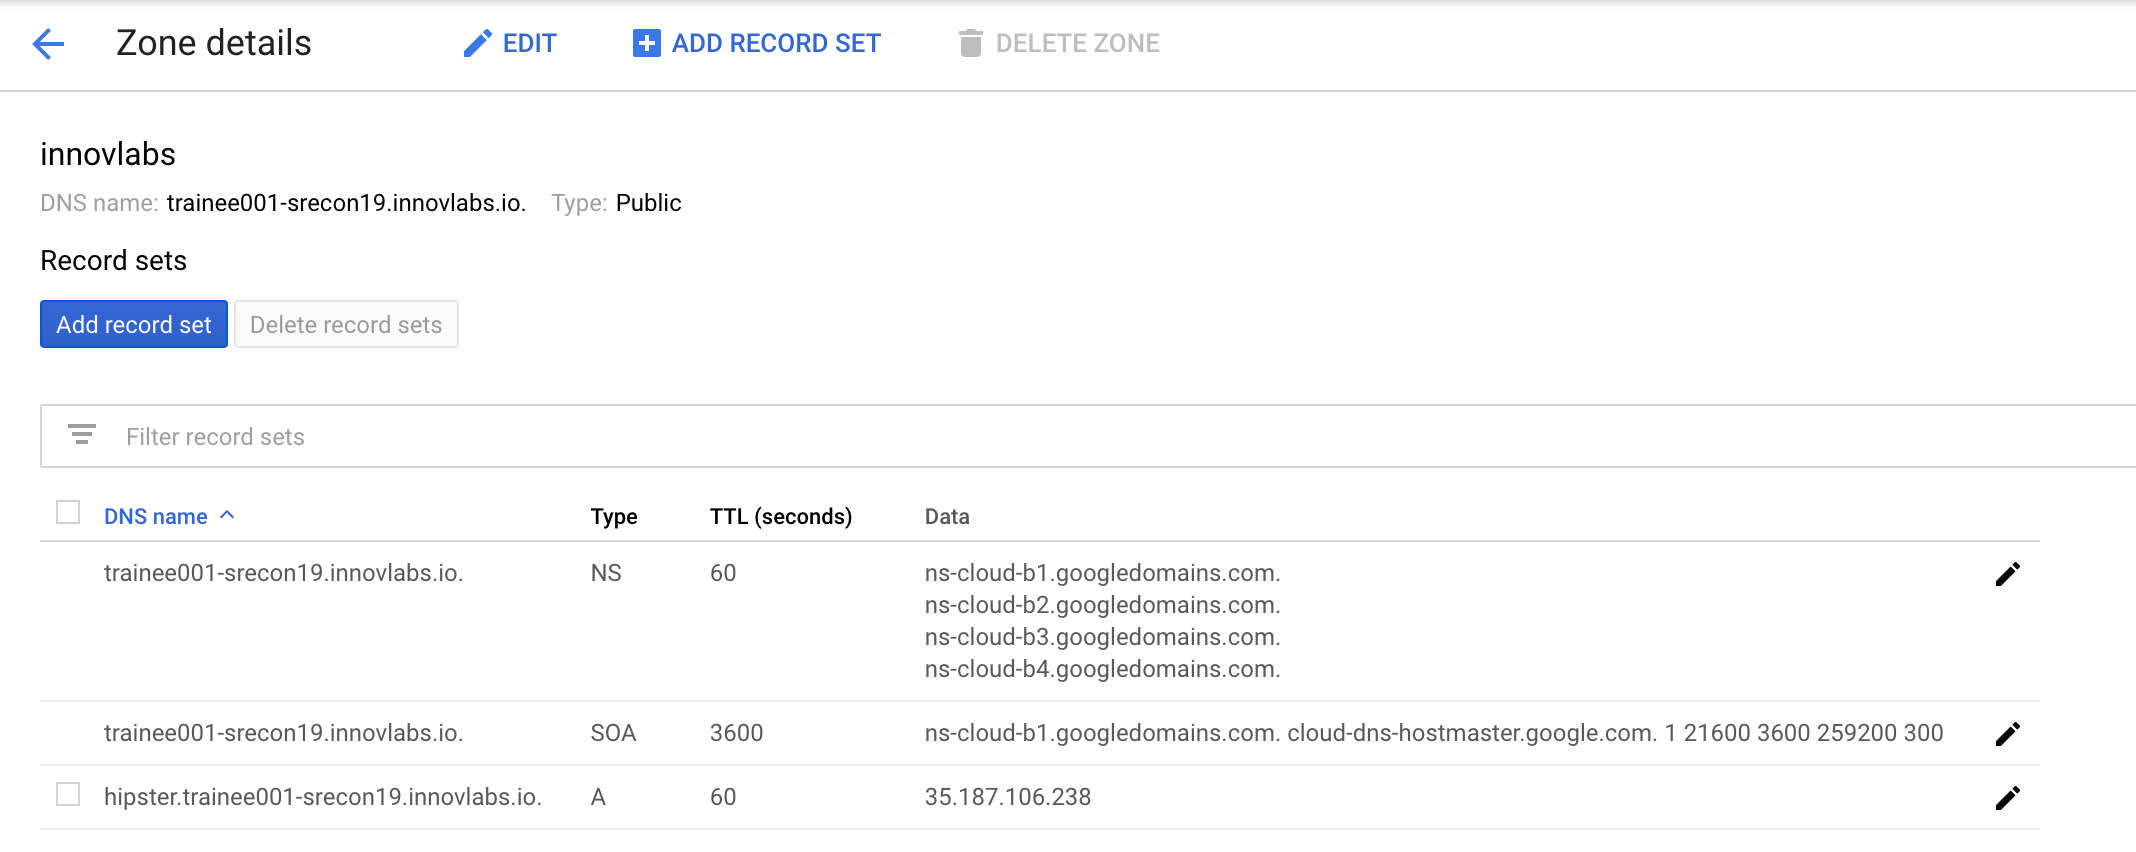 Zone details EDIT ADD RECORD SET DELETE ZONE
innovlabs
DNS name: trainee001-srecon19.innovlabs.io. Type: Public
Record sets
Add record set Delete record sets
Filter record sets
DNS name Type TTL (seconds) Data
trainee001-srecon19.innovlabs.io. NS 60 ns-cloud-b1.googledomains.com.
ns-cloud-b2.googledomains.com.
ns-cloud-b3.googledomains.com.
ns-cloud-b4.googledomains.com.
trainee001-srecon19.innovlabs.io. SOA 3600 ns-cloud-b1.googledomains.com. cloud-dns-hostmaster.google.com. 1 21600 3600 259200 300
hipster.trainee001-srecon19.innovlabs.io. A 60 35.187.106.238